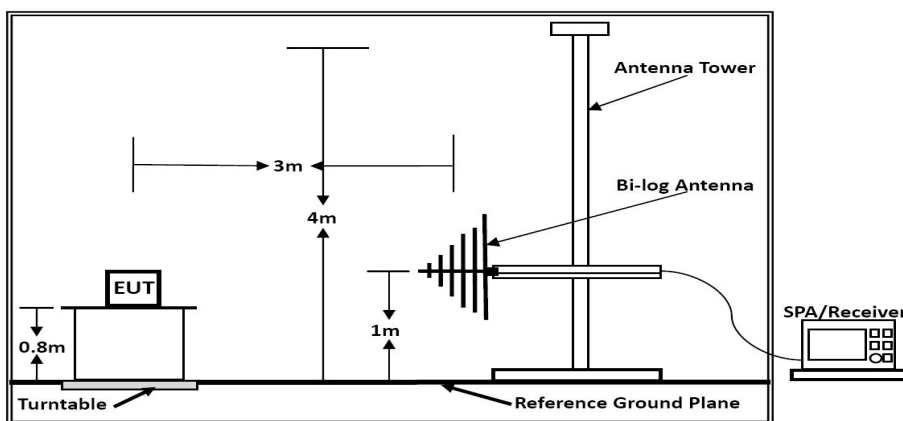 Antenna Tower
3m
Bi-log Antenna
4m
EUT
SPA/Receiver
1m
0.8m
Turntable
Reference Ground Plane